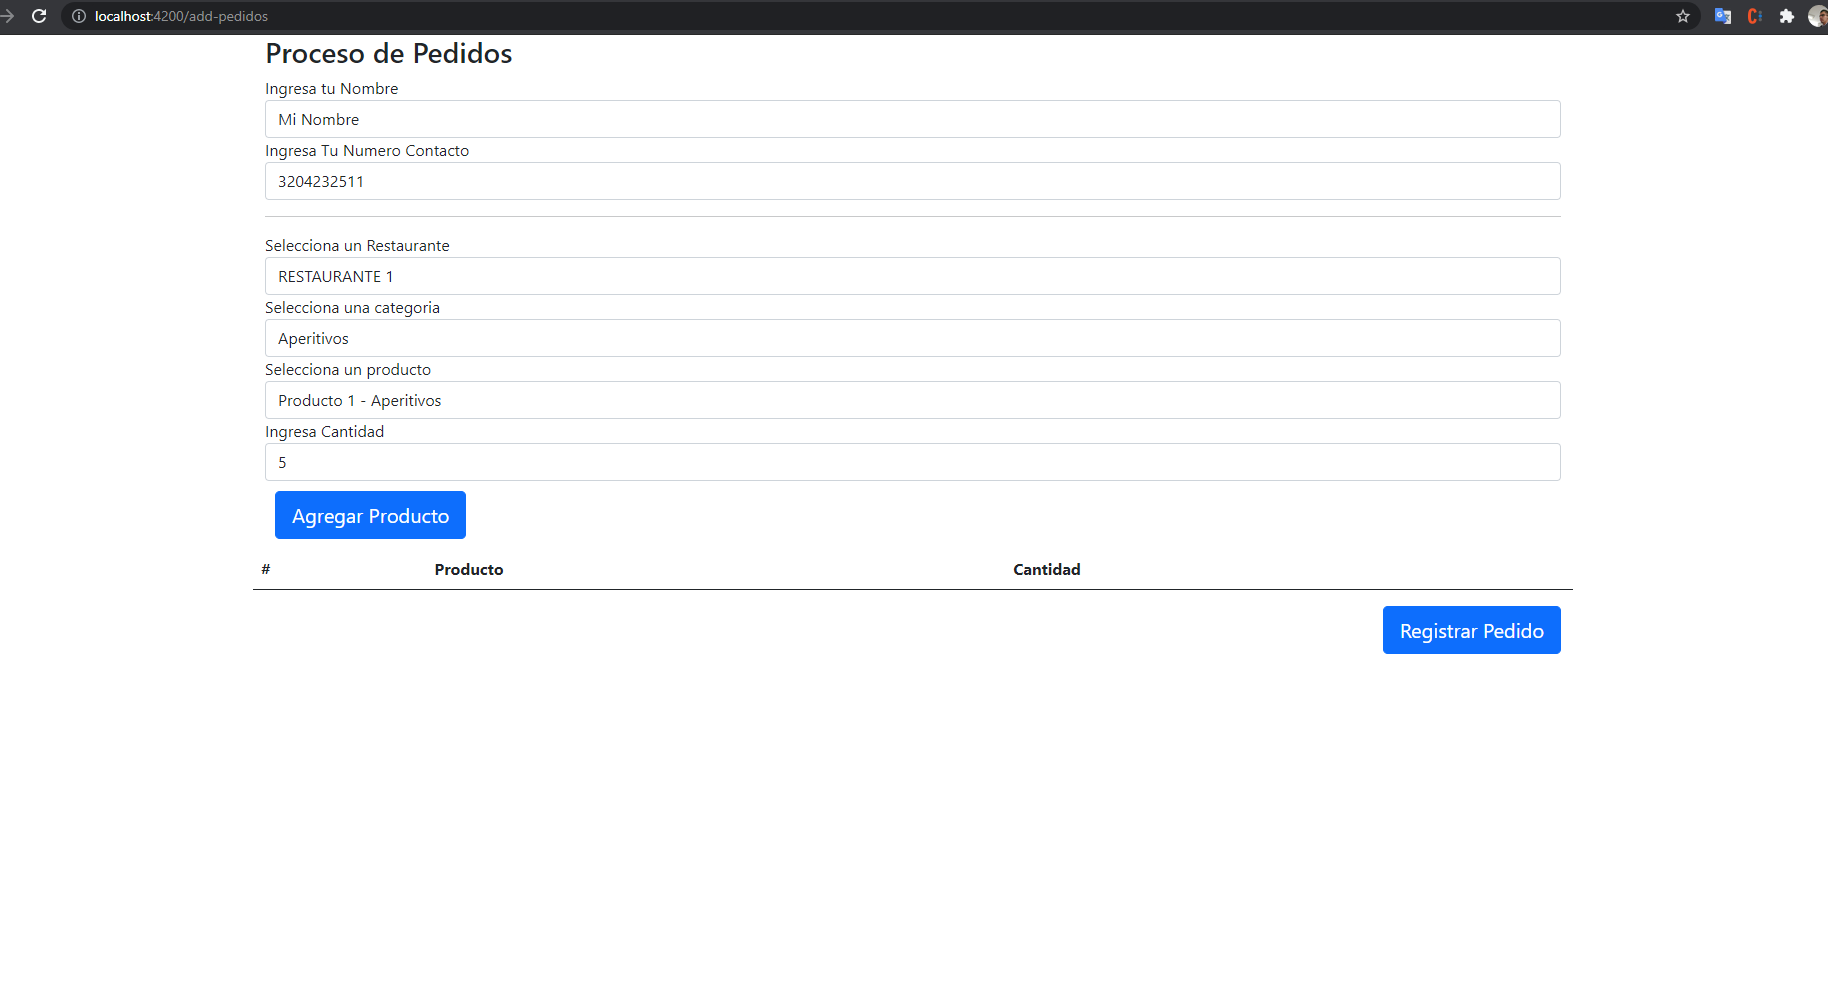 localhost:4200/add-pedidos
Proceso de Pedidos
Ingresa tu Nombre
Mi Nombre
Ingresa Tu Numero Contacto
3204232511
Selecciona un Restaurante
RESTAURANTE 1
Selecciona una categoria
Aperitivos
Selecciona un producto
Producto 1 - Aperitivos
Ingresa Cantidad
5
Agregar Producto
# Producto Cantidad
Registrar Pedido